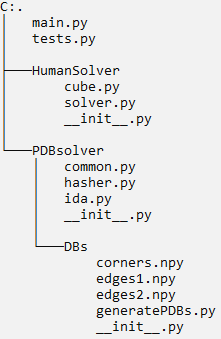 C:.
main.py
tests.py
HumanSolver
cube.py
solver.py
__init__.py
PDBsolver
common.py
hasher.py
ida.py
__init__.py
DBs
corners.npy
edges1.npy
edges2.npy
generatePDBs.py
__init__.py